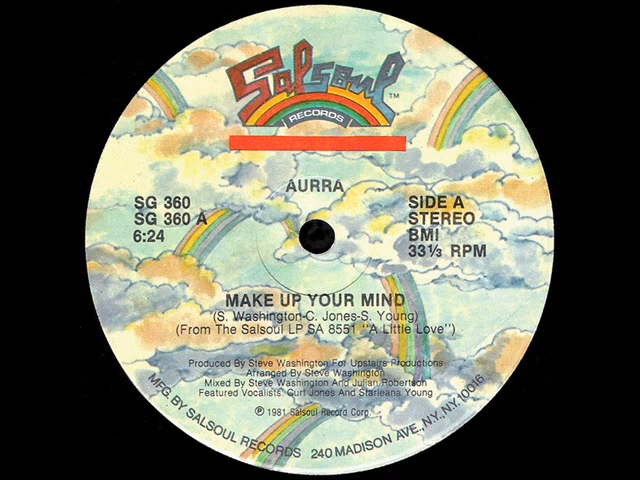 Salsoul™
RECORDS
AURRA
SG 360
SG 360 A
6:24
SIDE A
STEREO
BMI
33⅓ RPM
MAKE UP YOUR MIND
(S. Washington-C. Jones-S. Young)
(From The Salsoul LP SA 8551 "A Little Love")
Produced By Steve Washington For Upstairs Productions
Arranged By Steve Washington
Mixed By Steve Washington And Julian Robertson
Featured Vocalists: Curt Jones And Starleana Young
℗ 1981 Salsoul Record Corp.
MFG. BY SALSOUL RECORDS 240 MADISON AVE., N.Y., N.Y. 10016